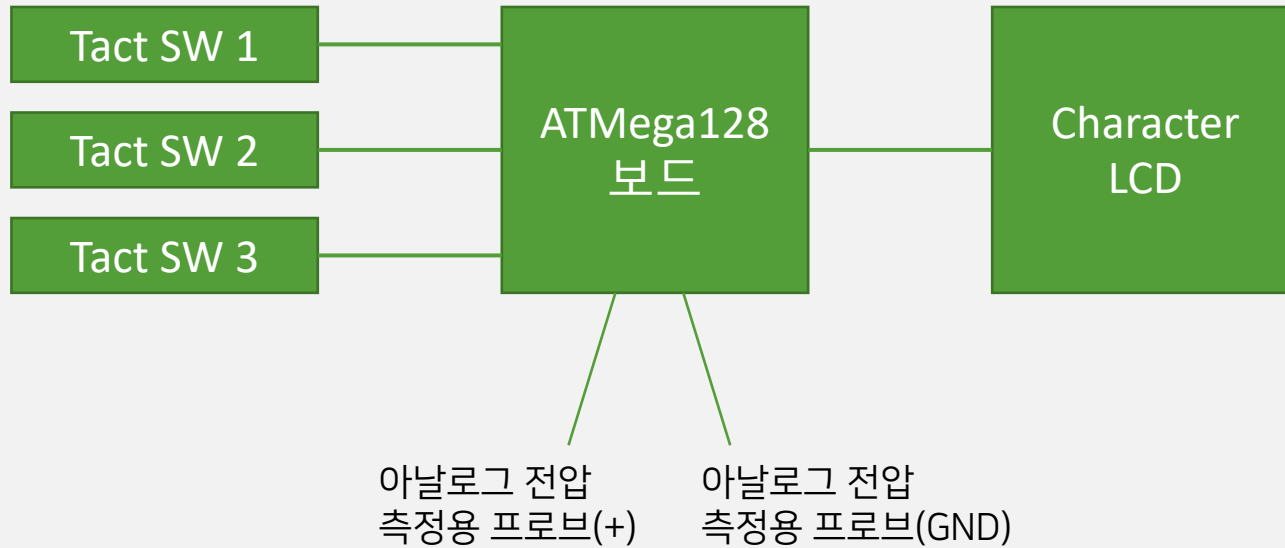 Tact SW 1
Tact SW 2
Tact SW 3
ATMega128
보드
Character
LCD
아날로그 전압
측정용 프로브(+)
아날로그 전압
측정용 프로브(GND)